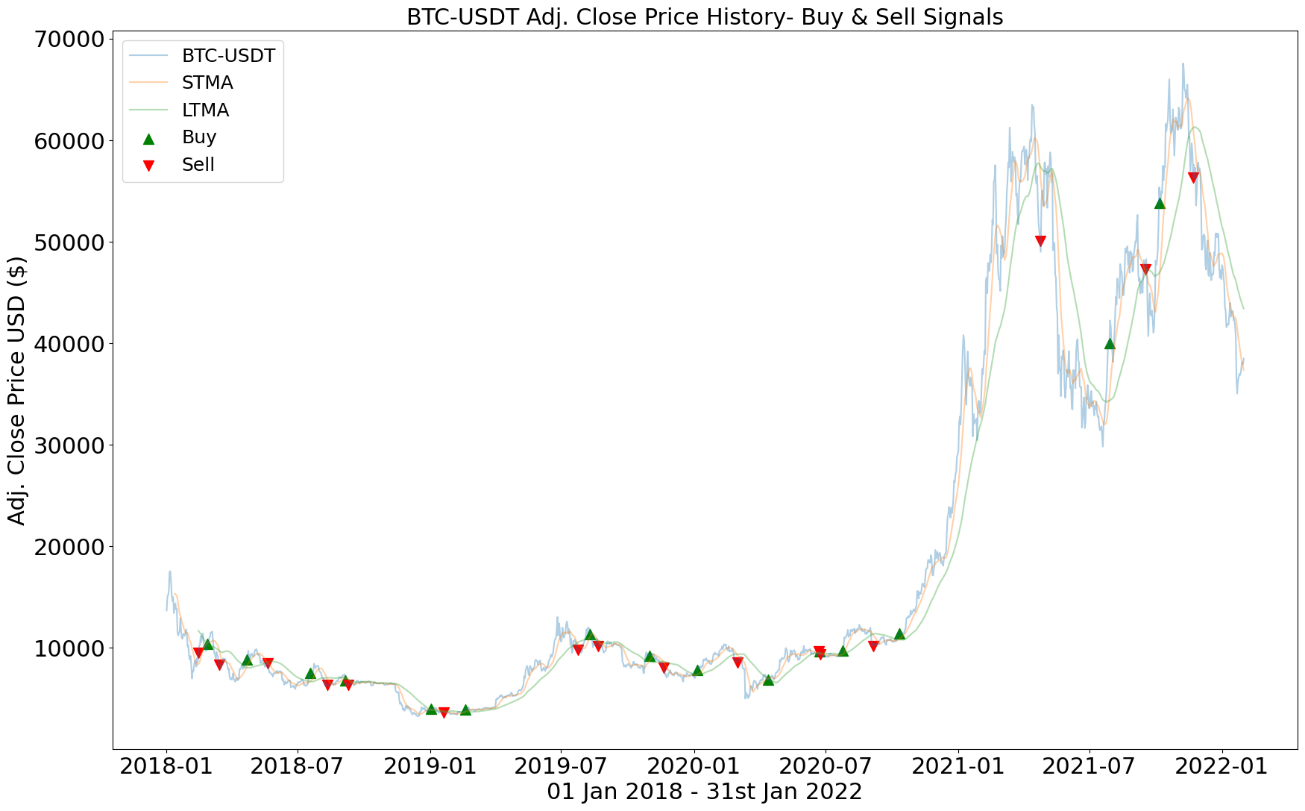 BTC-USDT Adj. Close Price History- Buy & Sell Signals
70000
60000
50000
40000
30000
20000
10000
Adj. Close Price USD ($)
BTC-USDT
STMA
LTMA
Buy
Sell
2018-01 2018-07 2019-01 2019-07 2020-01 2020-07 2021-01 2021-07 2022-01
01 Jan 2018 - 31st Jan 2022